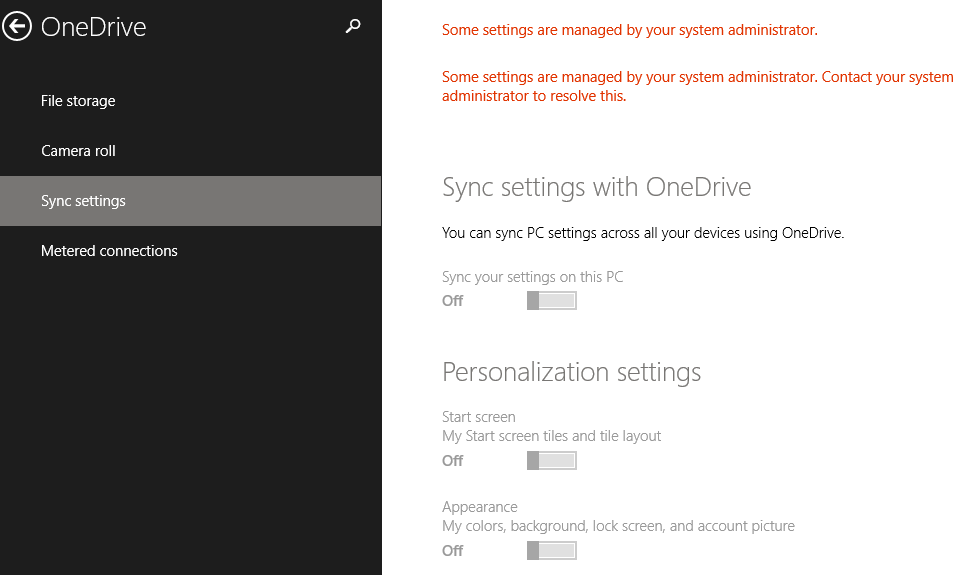 OneDrive
File storage
Camera roll
Sync settings
Metered connections
Some settings are managed by your system administrator.
Some settings are managed by your system administrator. Contact your system
administrator to resolve this.
Sync settings with OneDrive
You can sync PC settings across all your devices using OneDrive.
Sync your settings on this PC
Off
Personalization settings
Start screen
My Start screen tiles and tile layout
Off
Appearance
My colors, background, lock screen, and account picture
Off